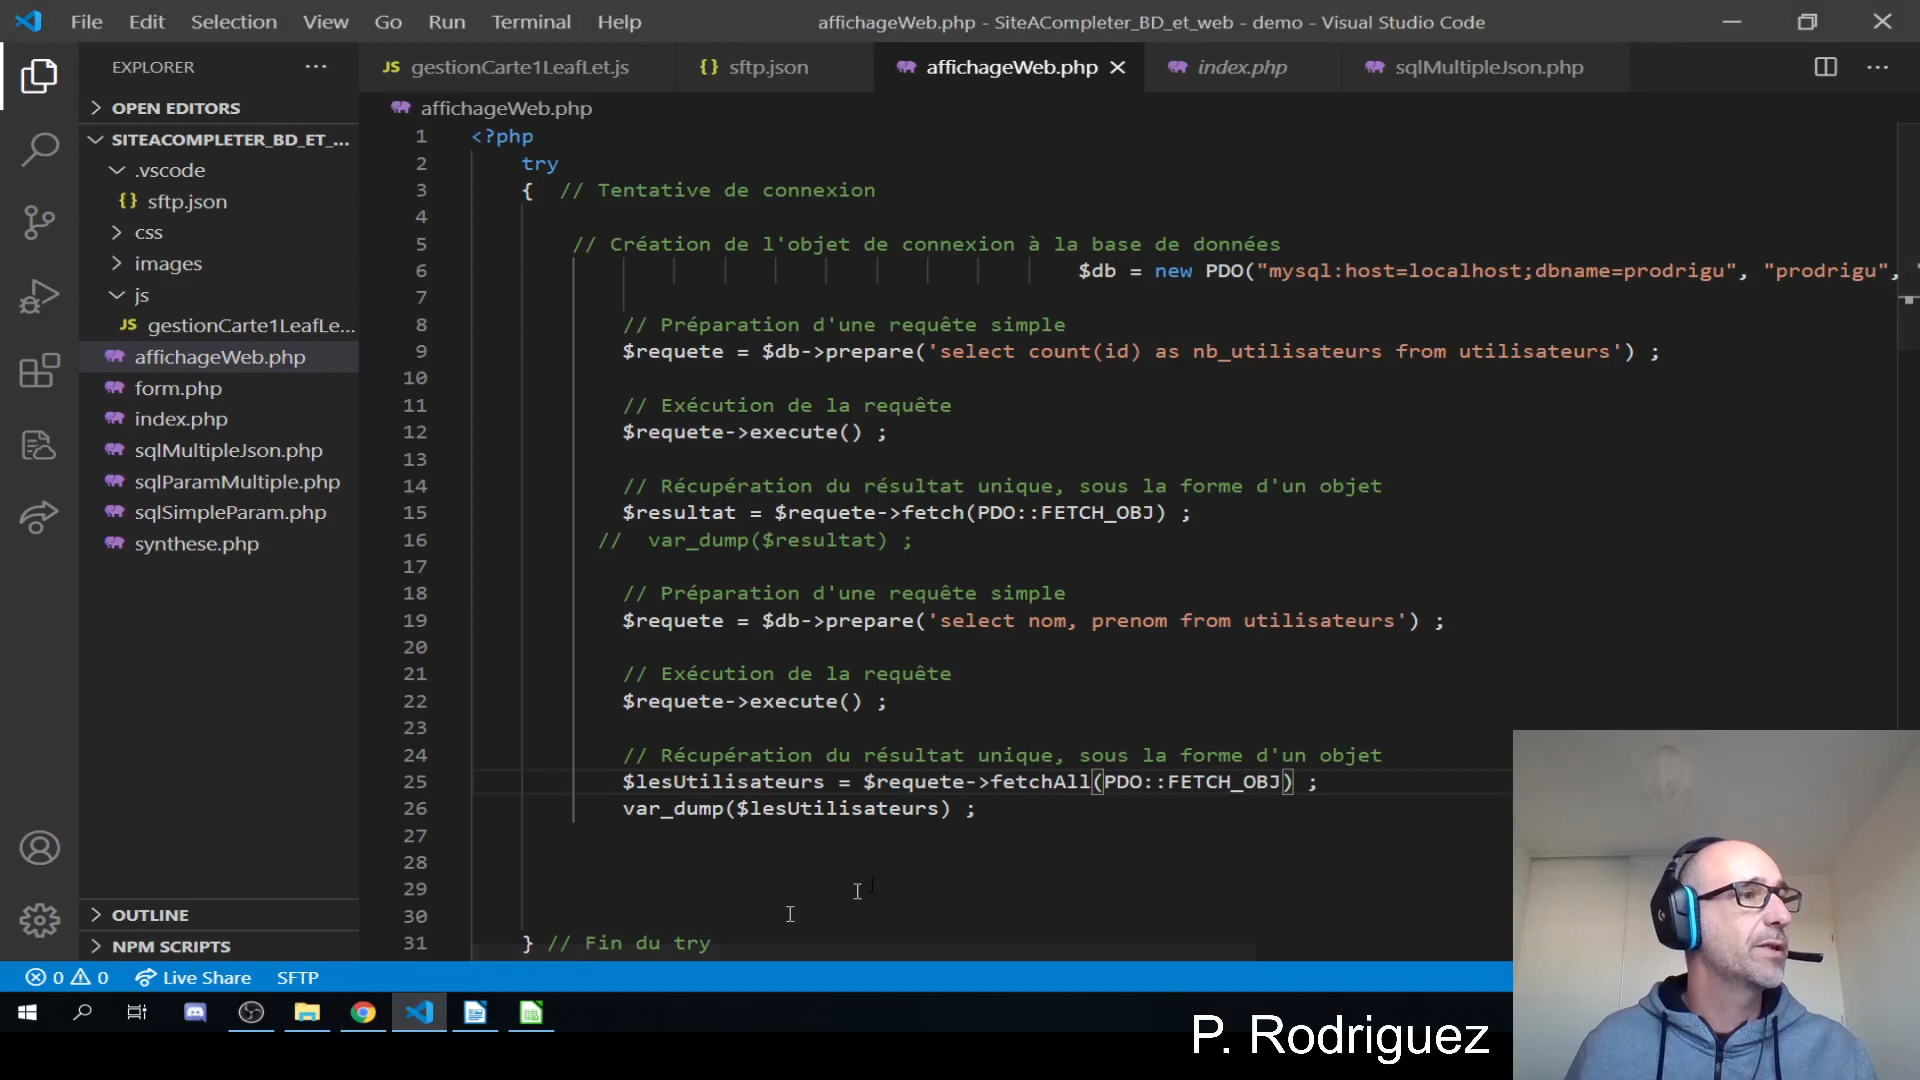 File Edit Selection View Go Run Terminal Help
affichageWeb.php - SiteACompleter_BD_et_web - demo - Visual Studio Code
EXPLORER
OPEN EDITORS
SITEACOMPLETER_BD_ET_...
.vscode
{} sftp.json
css
images
js
JS gestionCarte1LeafLe...
affichageWeb.php
form.php
index.php
sqlMultipleJson.php
sqlParamMultiple.php
sqlSimpleParam.php
synthese.php
OUTLINE
NPM SCRIPTS
JS gestionCarte1LeafLet.js
{} sftp.json
affichageWeb.php
index.php
sqlMultipleJson.php
affichageWeb.php
1 <?php
2 try
3 { // Tentative de connexion
4
5 // Création de l'objet de connexion à la base de données
6 $db = new PDO("mysql:host=localhost;dbname=prodrigu", "prodrigu", "
7
8 // Préparation d'une requête simple
9 $requete = $db->prepare('select count(id) as nb_utilisateurs from utilisateurs') ;
10
11 // Exécution de la requête
12 $requete->execute() ;
13
14 // Récupération du résultat unique, sous la forme d'un objet
15 $resultat = $requete->fetch(PDO::FETCH_OBJ) ;
16 // var_dump($resultat) ;
17
18 // Préparation d'une requête simple
19 $requete = $db->prepare('select nom, prenom from utilisateurs') ;
20
21 // Exécution de la requête
22 $requete->execute() ;
23
24 // Récupération du résultat unique, sous la forme d'un objet
25 $lesUtilisateurs = $requete->fetchAll(PDO::FETCH_OBJ) ;
26 var_dump($lesUtilisateurs) ;
27
28
29
30
31 } // Fin du try
0 0 Live Share SFTP
P. Rodriguez